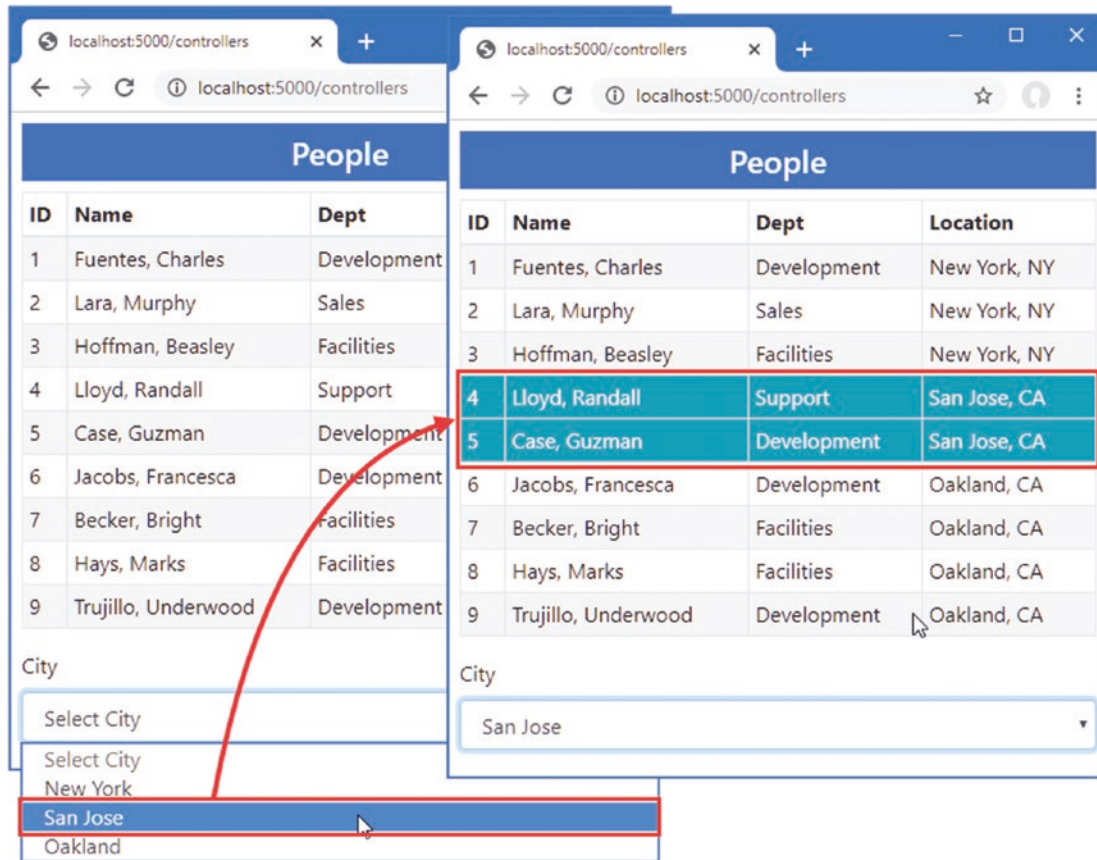 localhost:5000/controllers
localhost:5000/controllers
People
ID Name Dept
1 Fuentes, Charles Development
2 Lara, Murphy Sales
3 Hoffman, Beasley Facilities
4 Lloyd, Randall Support
5 Case, Guzman Development
6 Jacobs, Francesca Development
7 Becker, Bright Facilities
8 Hays, Marks Facilities
9 Trujillo, Underwood Development
City
Select City
Select City
New York
San Jose
Oakland
localhost:5000/controllers
localhost:5000/controllers
People
ID Name Dept Location
1 Fuentes, Charles Development New York, NY
2 Lara, Murphy Sales New York, NY
3 Hoffman, Beasley Facilities New York, NY
4 Lloyd, Randall Support San Jose, CA
5 Case, Guzman Development San Jose, CA
6 Jacobs, Francesca Development Oakland, CA
7 Becker, Bright Facilities Oakland, CA
8 Hays, Marks Facilities Oakland, CA
9 Trujillo, Underwood Development Oakland, CA
City
San Jose